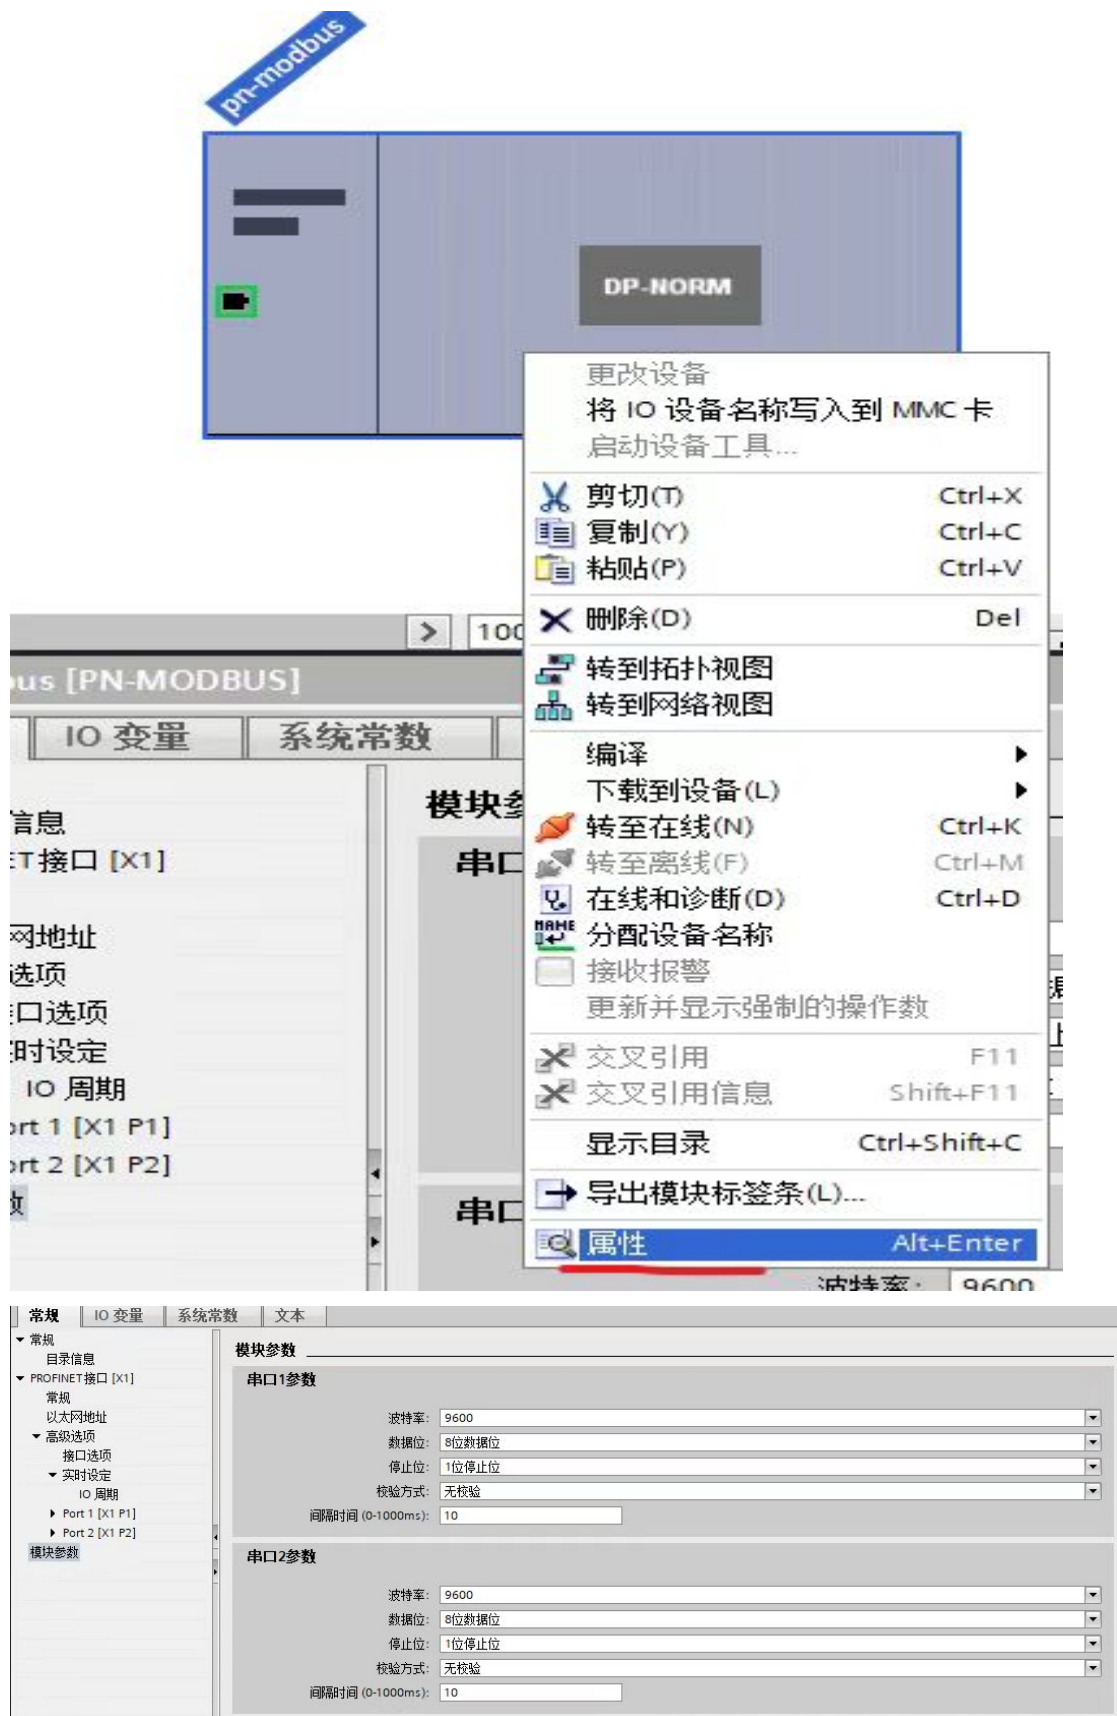 pn-modbus
DP-NORM
更改设备
将 IO 设备名称写入到 MMC 卡
启动设备工具...
剪切(T) Ctrl+X
复制(Y) Ctrl+C
粘贴(P) Ctrl+V
删除(D) Del
转到拓扑视图
转到网络视图
编译
下载到设备(L)
转至在线(N) Ctrl+K
转至离线(F) Ctrl+M
在线和诊断(D) Ctrl+D
分配设备名称
接收报警
更新并显示强制的操作数
交叉引用 F11
交叉引用信息 Shift+F11
显示目录 Ctrl+Shift+C
导出模块标签条(L)...
属性 Alt+Enter
100
us [PN-MODBUS]
IO 变量 系统常数
模块参
信息
ET接口 [X1]
串口
网地址
选项
口选项
时设定
IO 周期
ort 1 [X1 P1]
ort 2 [X1 P2]
数
串口
波特率: 9600
常规 IO 变量 系统常数 文本
常规
目录信息
PROFINET接口 [X1]
常规
以太网地址
高级选项
接口选项
实时设定
IO 周期
Port 1 [X1 P1]
Port 2 [X1 P2]
模块参数
模块参数
串口1参数
波特率: 9600
数据位: 8位数据位
停止位: 1位停止位
校验方式: 无校验
间隔时间 (0-1000ms): 10
串口2参数
波特率: 9600
数据位: 8位数据位
停止位: 1位停止位
校验方式: 无校验
间隔时间 (0-1000ms): 10